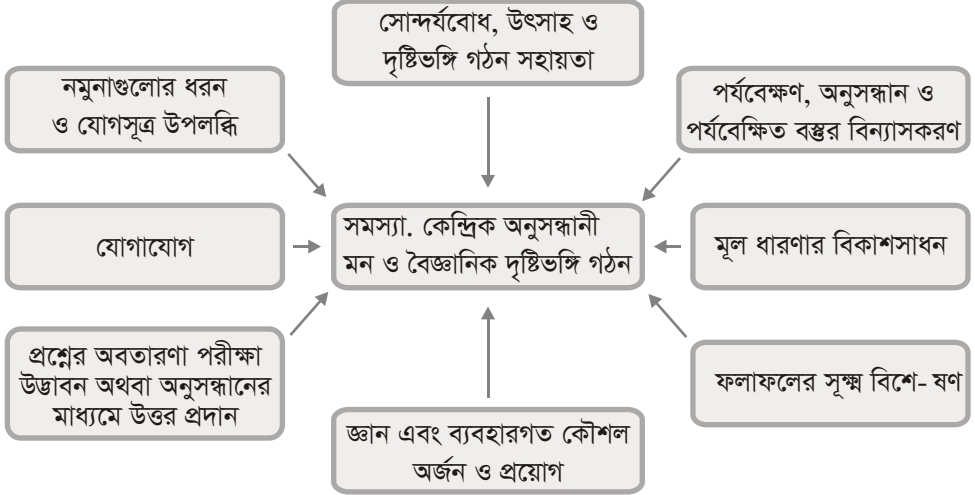 সোন্দর্যবোধ, উৎসাহ ও
দৃষ্টিভঙ্গি গঠন সহায়তা
নমুনাগুলোর ধরন
ও যোগসূত্র উপলব্ধি
পর্যবেক্ষণ, অনুসন্ধান ও
পর্যবেক্ষিত বস্তুর বিন্যাসকরণ
যোগাযোগ
সমস্যা. কেন্দ্রিক অনুসন্ধানী
মন ও বৈজ্ঞানিক দৃষ্টিভঙ্গি গঠন
মূল ধারণার বিকাশসাধন
প্রশ্নের অবতারণা পরীক্ষা
উদ্ভাবন অথবা অনুসন্ধানের
মাধ্যমে উত্তর প্রদান
ফলাফলের সূক্ষ্ম বিশে- ষণ
জ্ঞান এবং ব্যবহারগত কৌশল
অর্জন ও প্রয়োগ